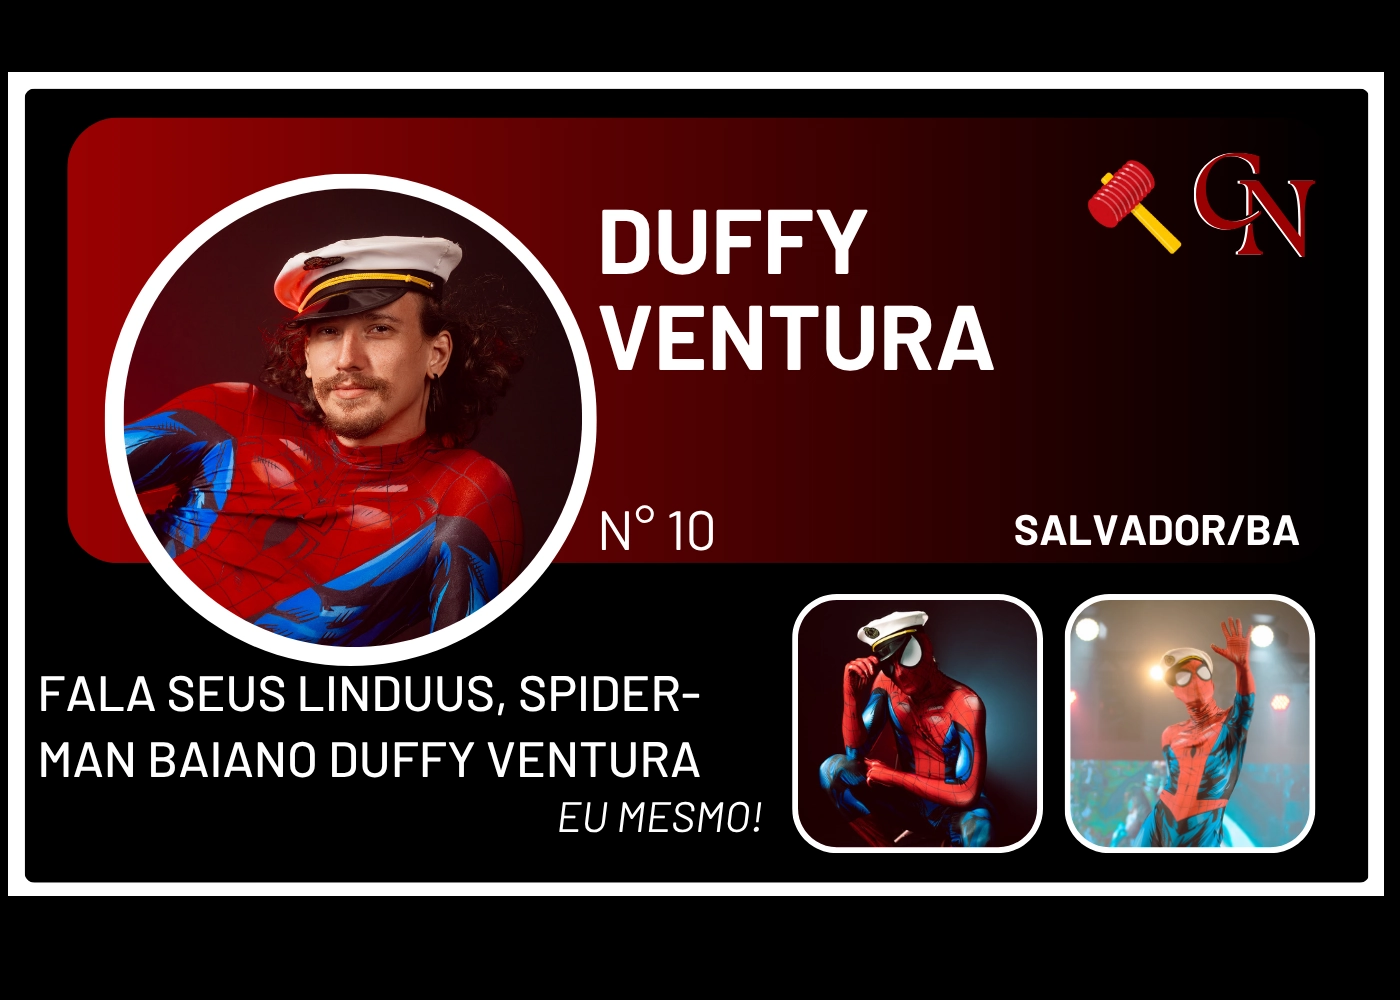 CN
DUFFY
VENTURA
N° 10
SALVADOR/BA
FALA SEUS LINDUUS, SPIDER-
MAN BAIANO DUFFY VENTURA
EU MESMO!